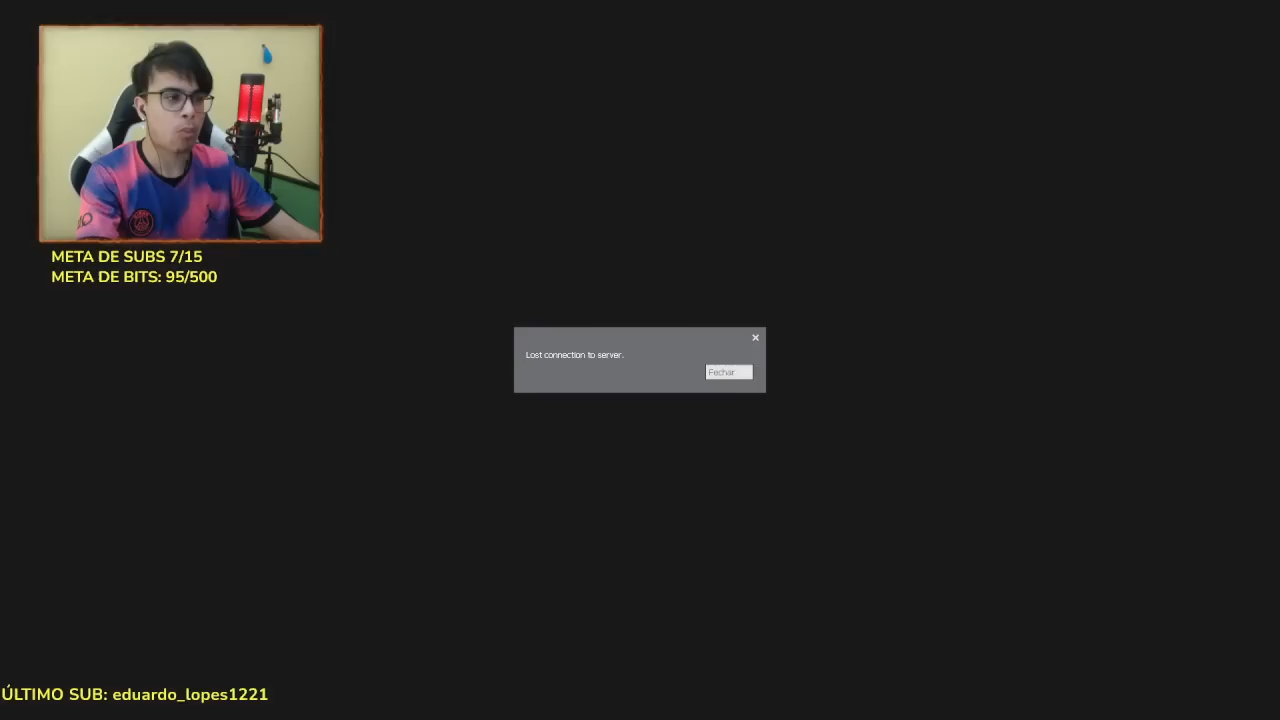 META DE SUBS 7/15
META DE BITS: 95/500
Lost connection to server.
Fechar
ÚLTIMO SUB: eduardo_lopes1221